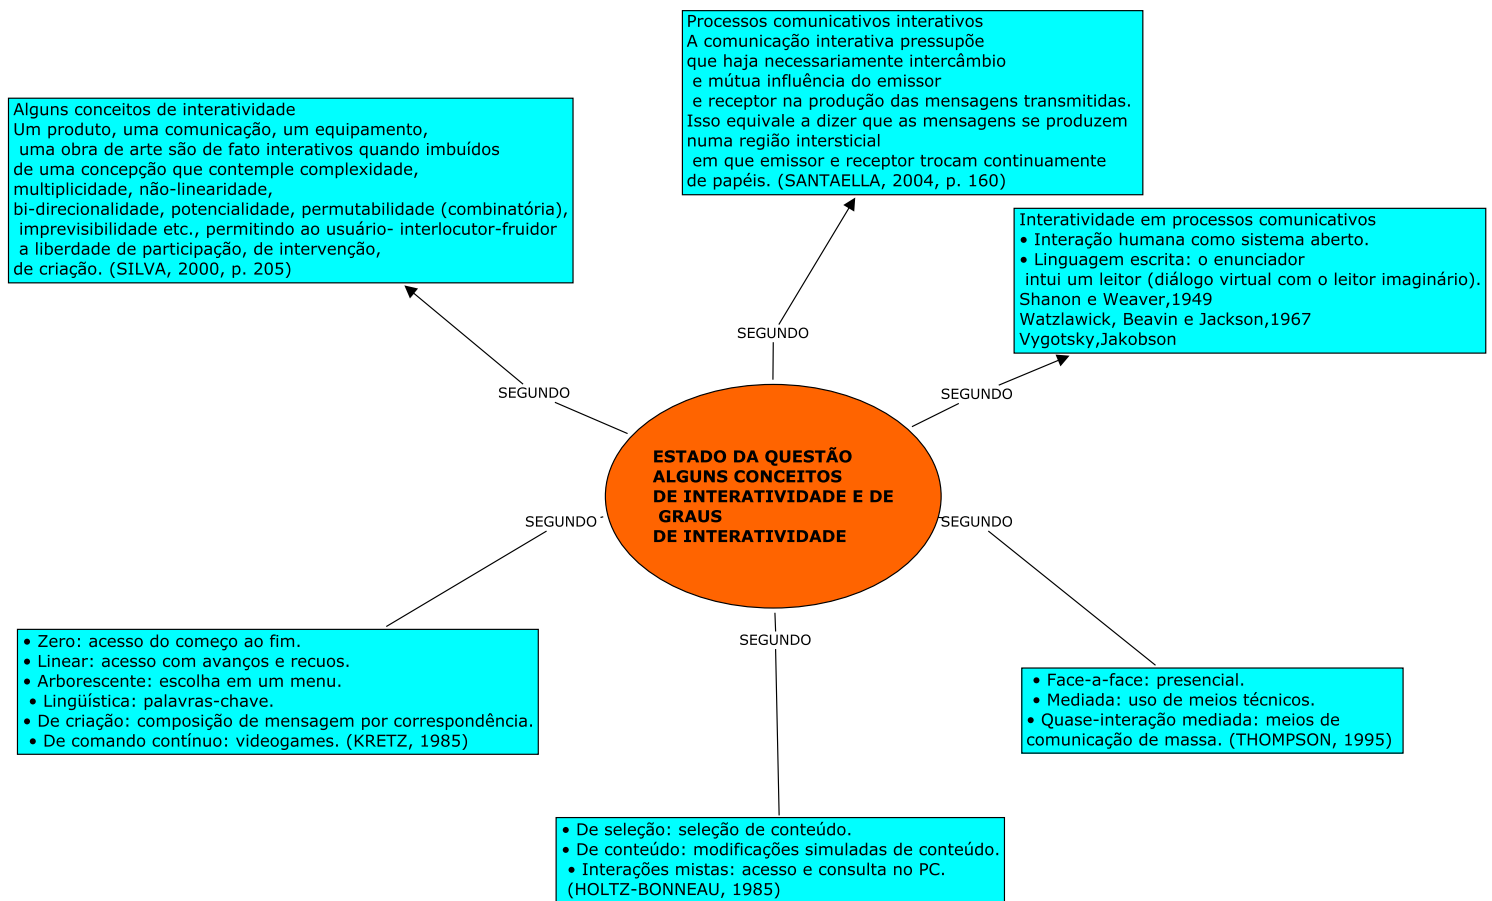 Processos comunicativos interativos
A comunicação interativa pressupõe
que haja necessariamente intercâmbio
e mútua influência do emissor
e receptor na produção das mensagens transmitidas.
Isso equivale a dizer que as mensagens se produzem
numa região intersticial
em que emissor e receptor trocam continuamente
de papéis. (SANTAELLA, 2004, p. 160)
Alguns conceitos de interatividade
Um produto, uma comunicação, um equipamento,
uma obra de arte são de fato interativos quando imbuídos
de uma concepção que contemple complexidade,
multiplicidade, não-linearidade,
bi-direcionalidade, potencialidade, permutabilidade (combinatória),
imprevisibilidade etc., permitindo ao usuário- interlocutor-fruidor
a liberdade de participação, de intervenção,
de criação. (SILVA, 2000, p. 205)
Interatividade em processos comunicativos
• Interação humana como sistema aberto.
• Linguagem escrita: o enunciador
intui um leitor (diálogo virtual com o leitor imaginário).
Shanon e Weaver,1949
Watzlawick, Beavin e Jackson,1967
Vygotsky,Jakobson
SEGUNDO
SEGUNDO
SEGUNDO
ESTADO DA QUESTÃO
ALGUNS CONCEITOS
DE INTERATIVIDADE E DE
GRAUS
DE INTERATIVIDADE
SEGUNDO
SEGUNDO
SEGUNDO
• Zero: acesso do começo ao fim.
• Linear: acesso com avanços e recuos.
• Arborescente: escolha em um menu.
• Lingüística: palavras-chave.
• De criação: composição de mensagem por correspondência.
• De comando contínuo: videogames. (KRETZ, 1985)
• Face-a-face: presencial.
• Mediada: uso de meios técnicos.
• Quase-interação mediada: meios de
comunicação de massa. (THOMPSON, 1995)
• De seleção: seleção de conteúdo.
• De conteúdo: modificações simuladas de conteúdo.
• Interações mistas: acesso e consulta no PC.
(HOLTZ-BONNEAU, 1985)